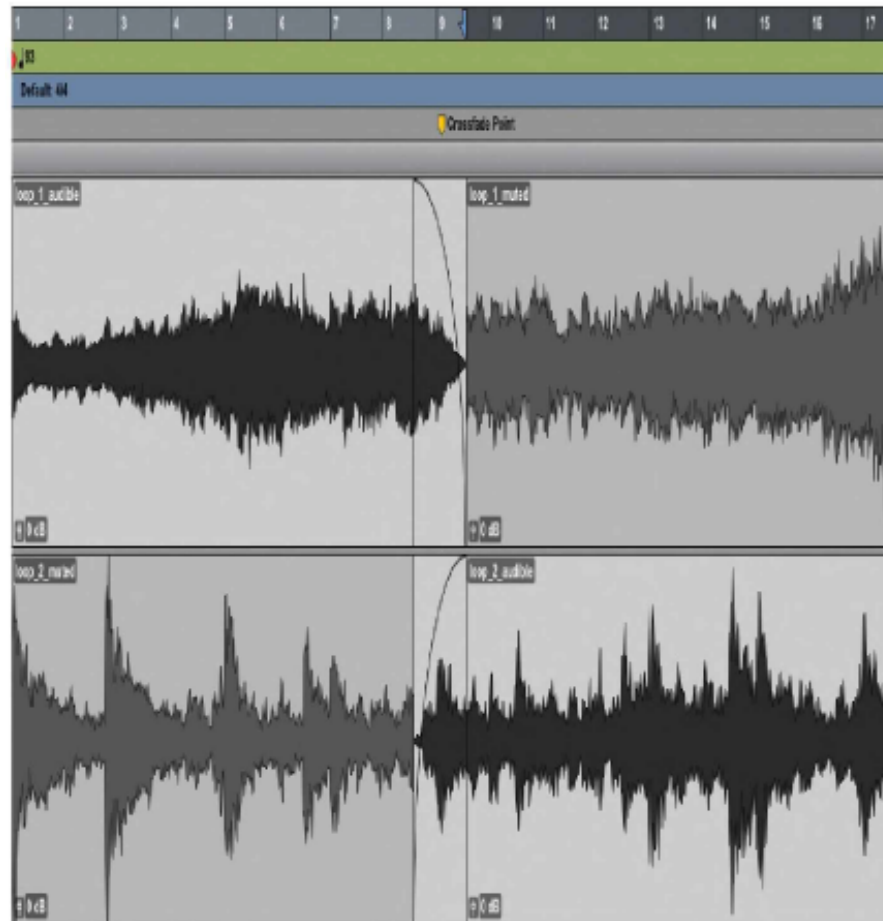 1 2 3 4 5 6 7 8 9 10 11 12 13 14 15 16 17
93
Default: 4/4
Crossfade Point
loop_1_audible loop_1_muted
0 dB 0 dB
loop_2_muted loop_2_audible
0 dB 0 dB